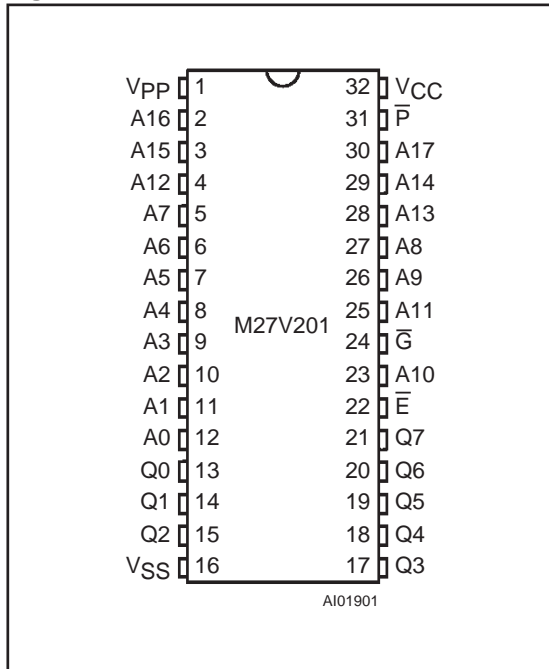 VPP 1 32 VCC
A16 2 31 P̅
A15 3 30 A17
A12 4 29 A14
A7 5 28 A13
A6 6 27 A8
A5 7 26 A9
A4 8 25 A11
M27V201
A3 9 24 G̅
A2 10 23 A10
A1 11 22 E̅
A0 12 21 Q7
Q0 13 20 Q6
Q1 14 19 Q5
Q2 15 18 Q4
VSS 16 17 Q3
AI01901